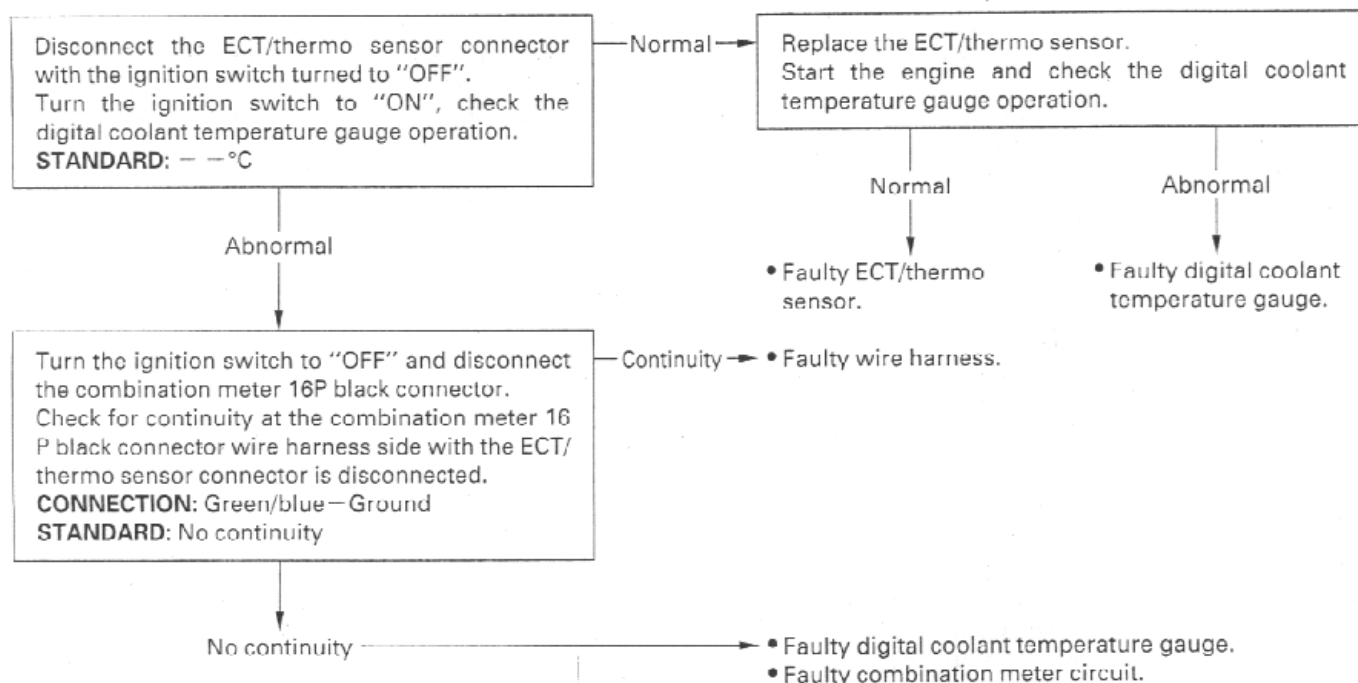 Disconnect the ECT/thermo sensor connector
with the ignition switch turned to “OFF”.
Turn the ignition switch to “ON”, check the
digital coolant temperature gauge operation.
STANDARD: – –°C
Normal
Replace the ECT/thermo sensor.
Start the engine and check the digital coolant
temperature gauge operation.
Normal
Abnormal
Abnormal
• Faulty ECT/thermo
sensor.
• Faulty digital coolant
temperature gauge.
Turn the ignition switch to “OFF” and disconnect
the combination meter 16P black connector.
Check for continuity at the combination meter 16
P black connector wire harness side with the ECT/
thermo sensor connector is disconnected.
CONNECTION: Green/blue–Ground
STANDARD: No continuity
Continuity
• Faulty wire harness.
No continuity
• Faulty digital coolant temperature gauge.
• Faulty combination meter circuit.